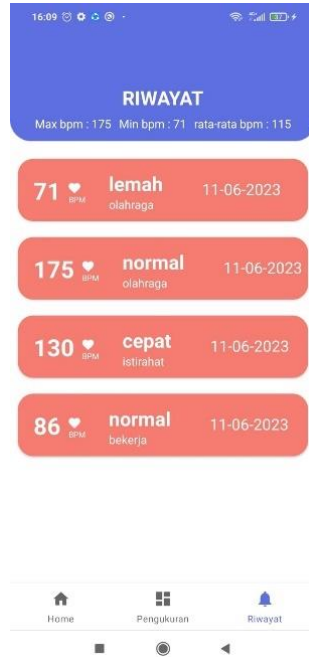 16:09 37
RIWAYAT
Max bpm : 175 Min bpm : 71 rata-rata bpm : 115
71 BPM lemah 11-06-2023
olahraga
175 BPM normal 11-06-2023
olahraga
130 BPM cepat 11-06-2023
istirahat
86 BPM normal 11-06-2023
bekerja
Home Pengukuran Riwayat